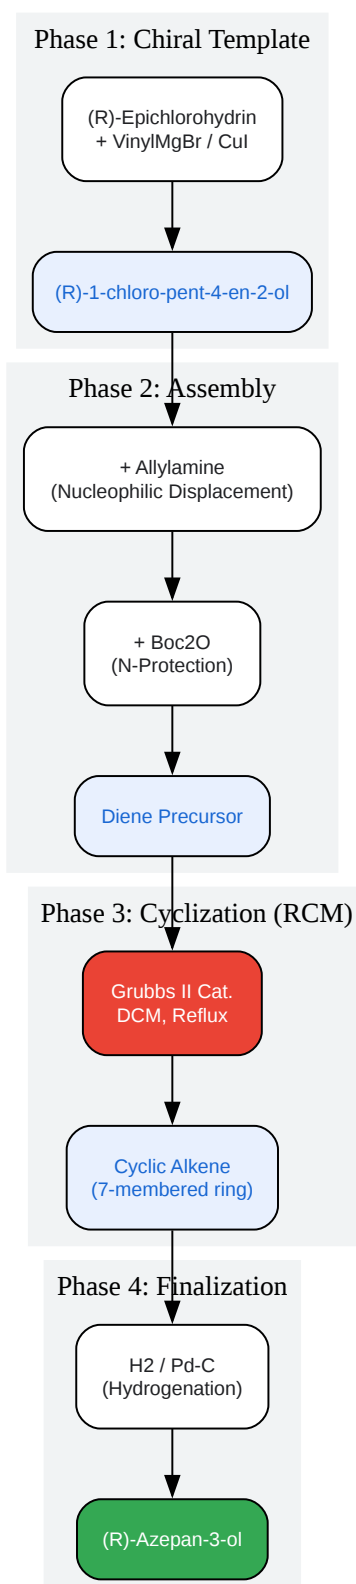 Phase 1: Chiral Template
(R)-Epichlorohydrin
+ VinylMgBr / CuI
(R)-1-chloro-pent-4-en-2-ol
Phase 2: Assembly
+ Allylamine
(Nucleophilic Displacement)
+ Boc2O
(N-Protection)
Diene Precursor
Phase 3: Cyclization (RCM)
Grubbs II Cat.
DCM, Reflux
Cyclic Alkene
(7-membered ring)
Phase 4: Finalization
H2 / Pd-C
(Hydrogenation)
(R)-Azepan-3-ol